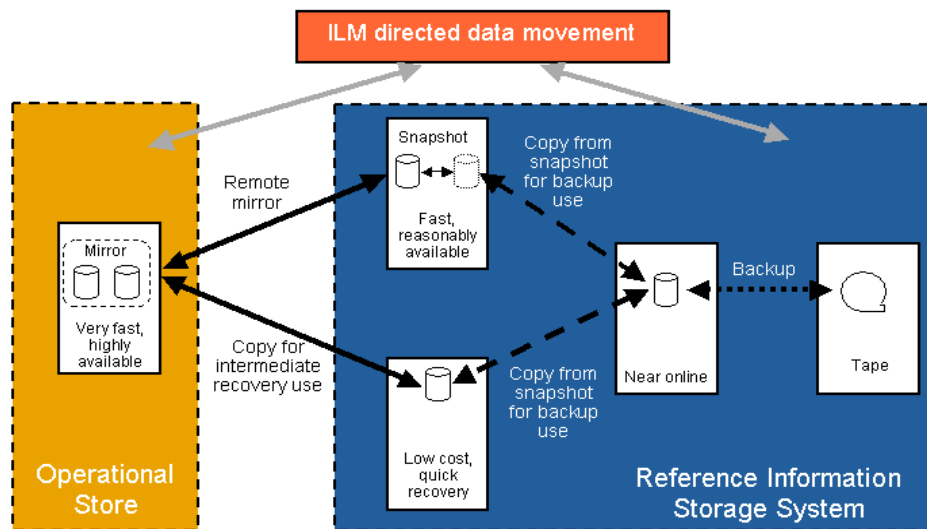 ILM directed data movement
Snapshot
Fast,
reasonably
available
Copy from
snapshot
for backup
use
Remote
mirror
Mirror
Very fast,
highly
available
Near online
Backup
Tape
Copy for
intermediate
recovery use
Low cost,
quick
recovery
Copy from
snapshot
for backup
use
Operational
Store
Reference Information
Storage System